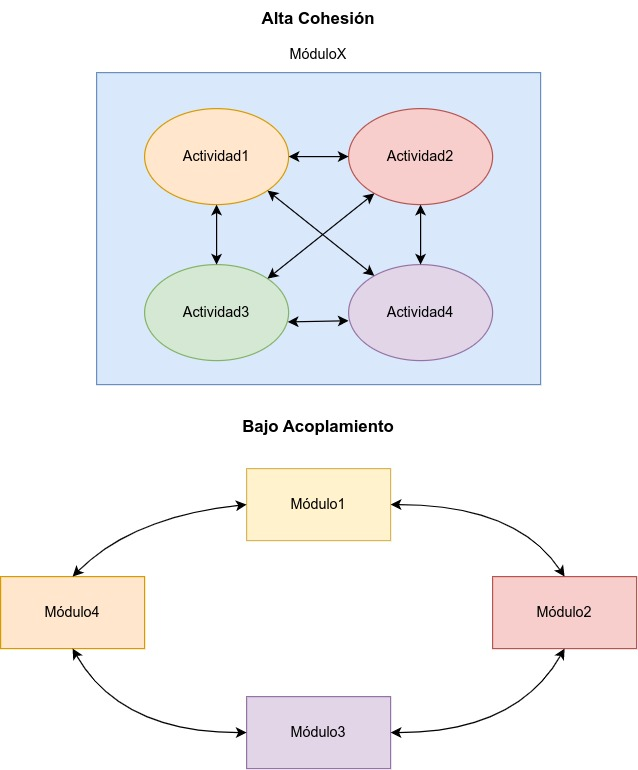 Alta Cohesión
MóduloX
Actividad1
Actividad2
Actividad3
Actividad4
Bajo Acoplamiento
Módulo1
Módulo4
Módulo2
Módulo3